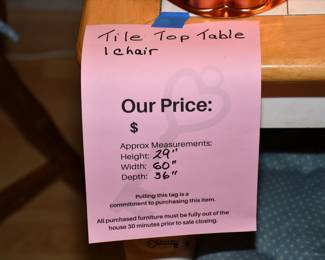 Tile Top Table
1 chair
Our Price:
$
Approx Measurements:
Height: 29"
Width: 60"
Depth: 36"
Pulling this tag is a
commitment to purchasing this item.
All purchased furniture must be fully out of the
house 30 minutes prior to sale closing.